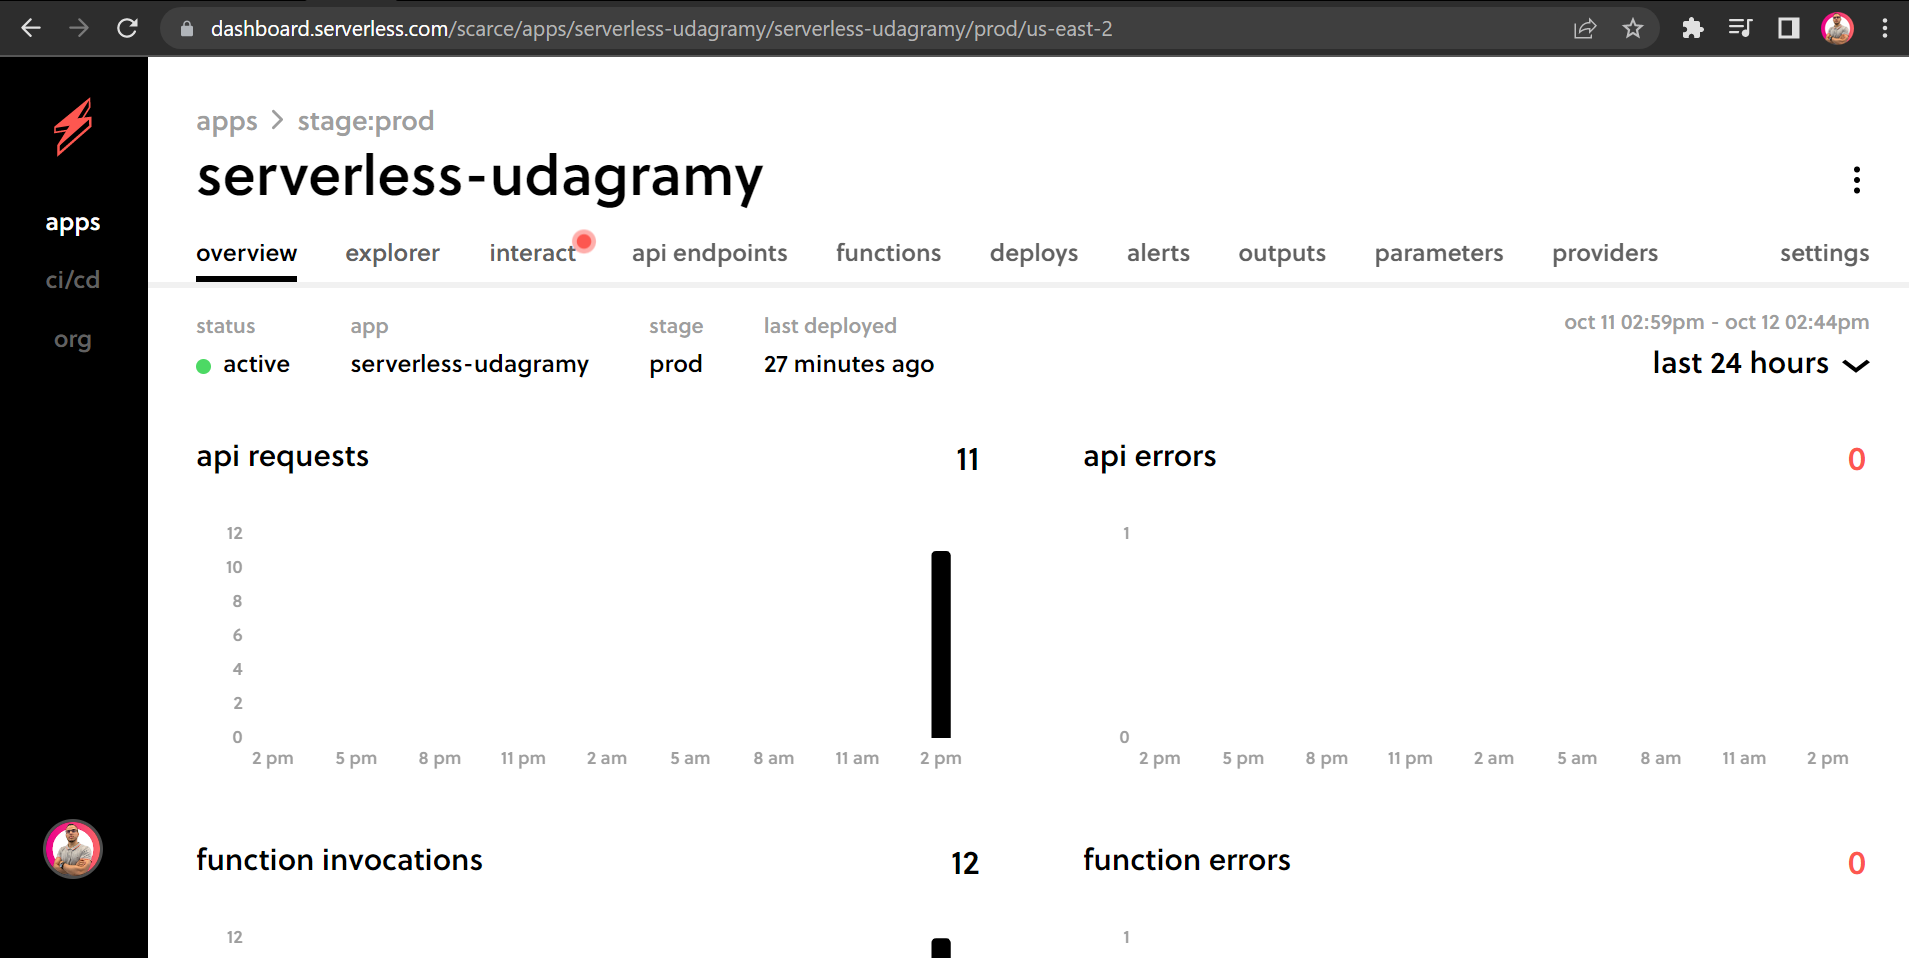 dashboard.serverless.com/scarce/apps/serverless-udagramy/serverless-udagramy/prod/us-east-2
apps
ci/cd
org
apps > stage:prod
serverless-udagramy
overview explorer interact api endpoints functions deploys alerts outputs parameters providers settings
status app stage last deployed
active serverless-udagramy prod 27 minutes ago
oct 11 02:59pm - oct 12 02:44pm
last 24 hours
api requests 11
12
10
8
6
4
2
0
2 pm 5 pm 8 pm 11 pm 2 am 5 am 8 am 11 am 2 pm
api errors 0
1
0
2 pm 5 pm 8 pm 11 pm 2 am 5 am 8 am 11 am 2 pm
function invocations 12
12
function errors 0
1